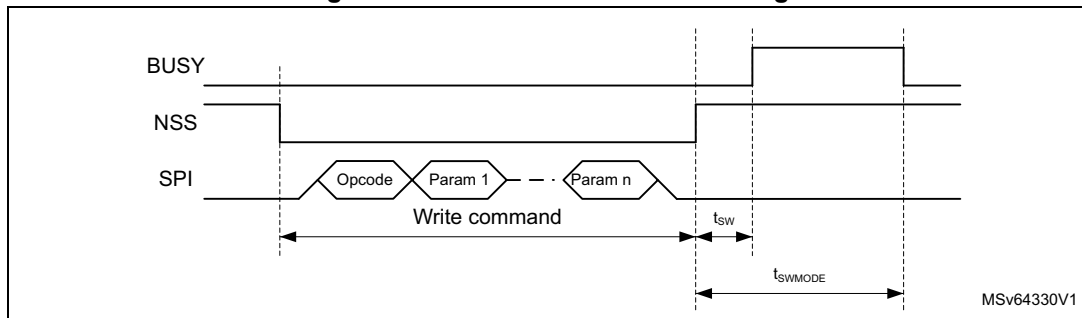 BUSY
NSS
SPI
Opcode
Param 1
Param n
Write command
tSW
tSWMODE
MSv64330V1